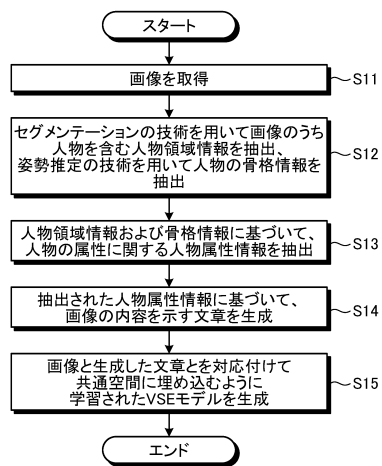 スタート
画像を取得
S11
セグメンテーションの技術を用いて画像のうち
人物を含む人物領域情報を抽出、
姿勢推定の技術を用いて人物の骨格情報を
抽出
S12
人物領域情報および骨格情報に基づいて、
人物の属性に関する人物属性情報を抽出
S13
抽出された人物属性情報に基づいて、
画像の内容を示す文章を生成
S14
画像と生成した文章とを対応付けて
共通空間に埋め込むように
学習されたVSEモデルを生成
S15
エンド